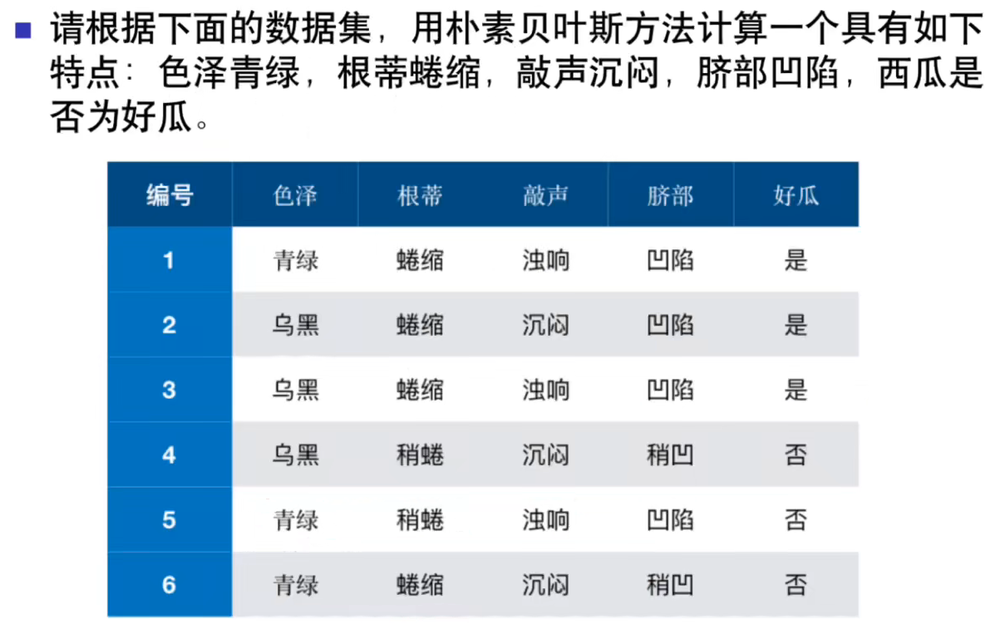 请根据下面的数据集，用朴素贝叶斯方法计算一个具有如下
特点：色泽青绿，根蒂蜷缩，敲声沉闷，脐部凹陷，西瓜是
否为好瓜。
编号 色泽 根蒂 敲声 脐部 好瓜
1 青绿 蜷缩 浊响 凹陷 是
2 乌黑 蜷缩 沉闷 凹陷 是
3 乌黑 蜷缩 浊响 凹陷 是
4 乌黑 稍蜷 沉闷 稍凹 否
5 青绿 稍蜷 浊响 凹陷 否
6 青绿 蜷缩 沉闷 稍凹 否